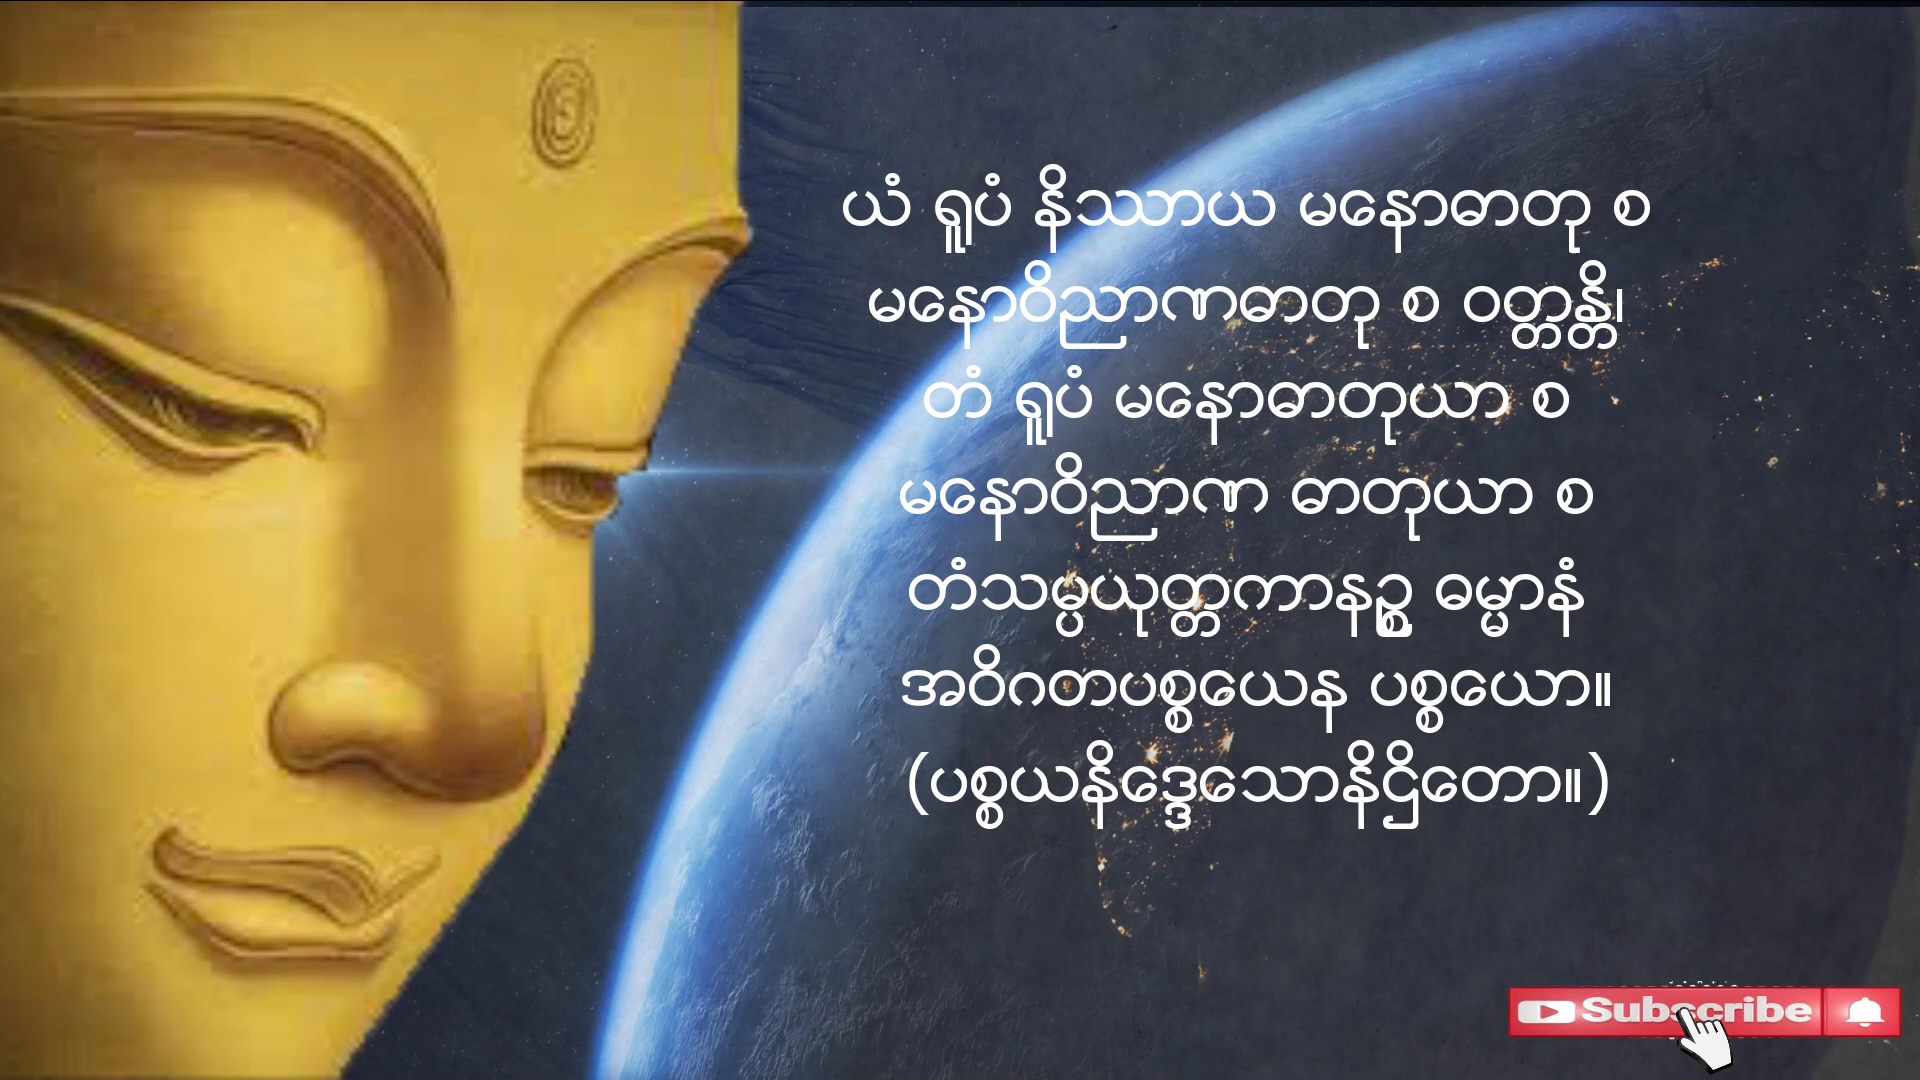 ယံ ရူပံ နိဿာယ မနောဓာတု စ
မနောဝိညာဏဓာတု စ ဝတ္တန္တိ၊
တံ ရူပံ မနောဓာတုယာ စ
မနောဝိညာဏ ဓာတုယာ စ
တံသမ္ပယုတ္တကာနဉ္စ ဓမ္မာနံ
အဝိဂတပစ္စယေန ပစ္စယော။
(ပစ္စယနိဒ္ဒေသောနိဋ္ဌိတော။)
Subscribe